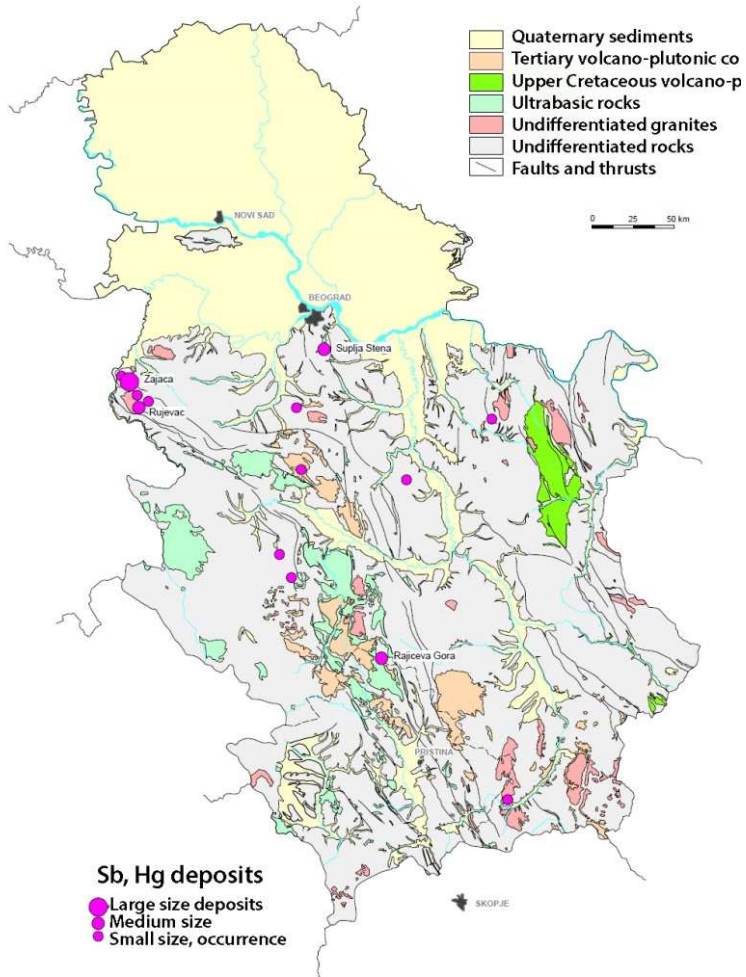 Quaternary sediments
Tertiary volcano-plutonic co
Upper Cretaceous volcano-p
Ultrabasic rocks
Undifferentiated granites
Undifferentiated rocks
Faults and thrusts
0 25 50 km
NOVI SAD
BEOGRAD
Suplja Stena
Zajaca
Rujevac
Rajiceva Gora
PRISTINA
Sb, Hg deposits
Large size deposits
Medium size
Small size, occurrence
SKOPJE